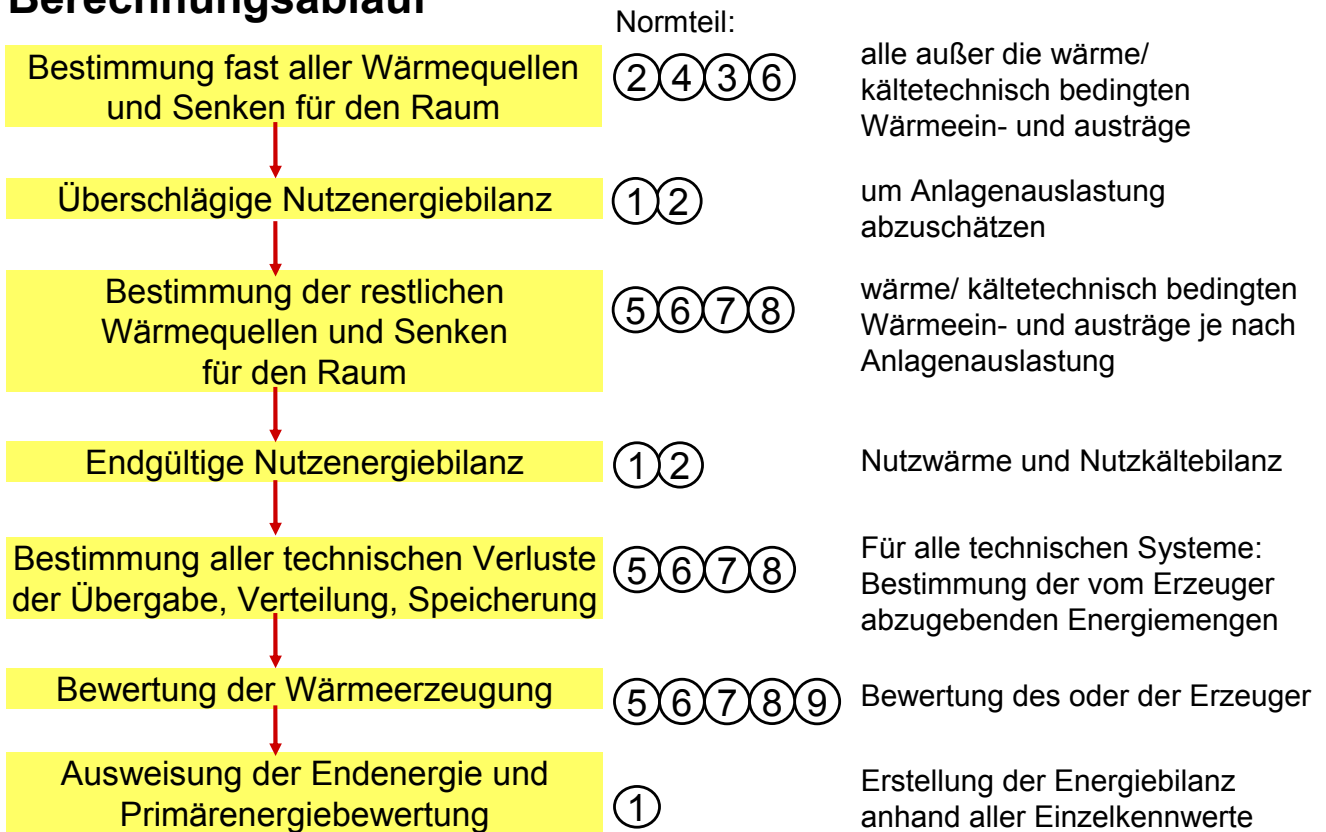 Berechnungsablauf
Normteil:
Bestimmung fast aller Wärmequellen
und Senken für den Raum
2 4 3 6
alle außer die wärme/
kältetechnisch bedingten
Wärmeein- und austräge
Überschlägige Nutzenergiebilanz
1 2
um Anlagenauslastung
abzuschätzen
Bestimmung der restlichen
Wärmequellen und Senken
für den Raum
5 6 7 8
wärme/ kältetechnisch bedingten
Wärmeein- und austräge je nach
Anlagenauslastung
Endgültige Nutzenergiebilanz
1 2
Nutzwärme und Nutzkältebilanz
Bestimmung aller technischen Verluste
der Übergabe, Verteilung, Speicherung
5 6 7 8
Für alle technischen Systeme:
Bestimmung der vom Erzeuger
abzugebenden Energiemengen
Bewertung der Wärmeerzeugung
5 6 7 8 9
Bewertung des oder der Erzeuger
Ausweisung der Endenergie und
Primärenergiebewertung
1
Erstellung der Energiebilanz
anhand aller Einzelkennwerte